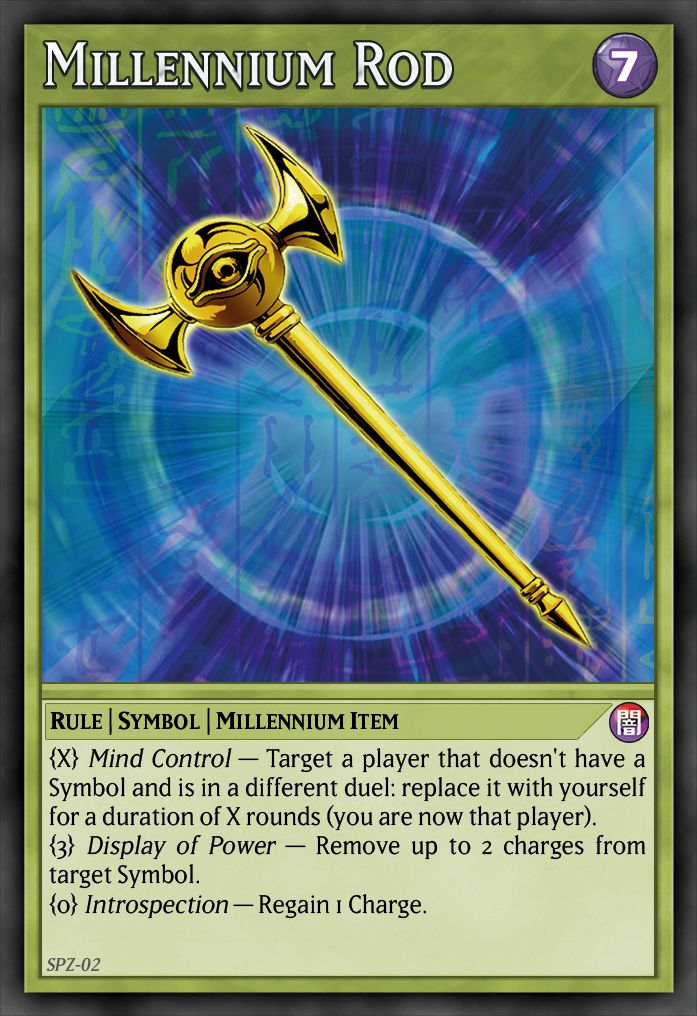 Millennium Rod
7
Rule | Symbol | Millennium Item
闇
{X} Mind Control — Target a player that doesn't have a
Symbol and is in a different duel: replace it with yourself
for a duration of X rounds (you are now that player).
{3} Display of Power — Remove up to 2 charges from
target Symbol.
{0} Introspection — Regain 1 Charge.
SPZ-02